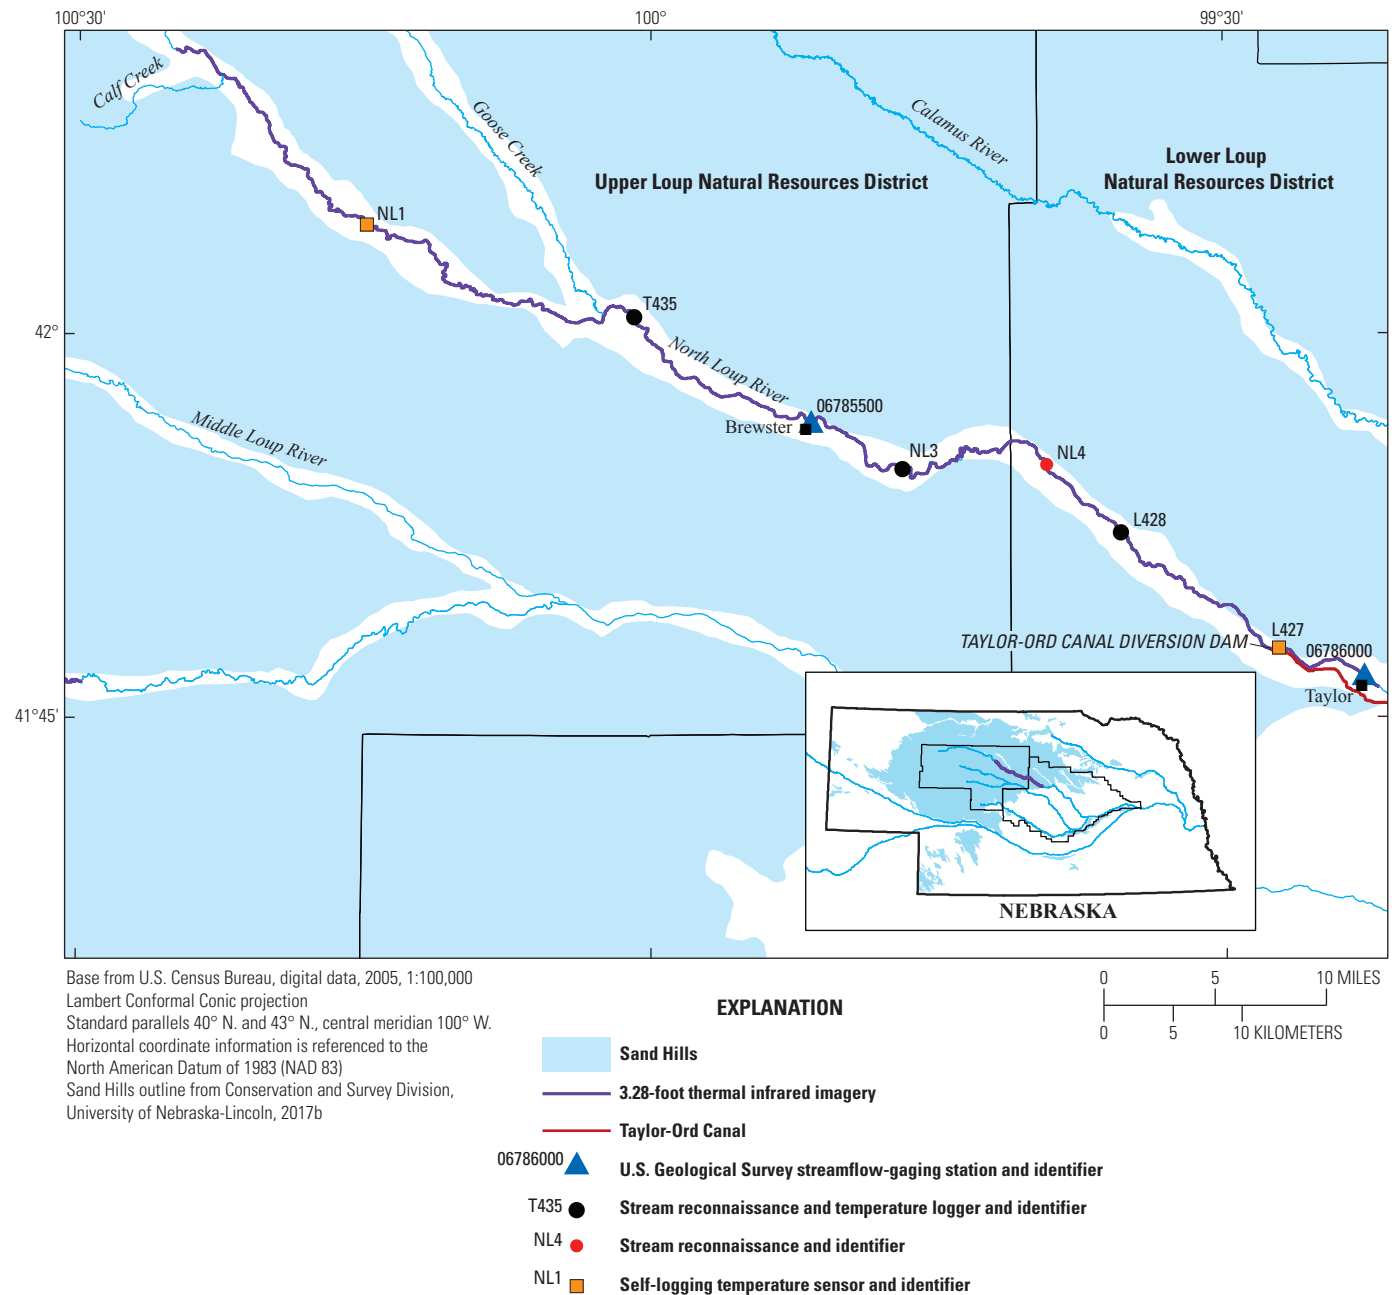 100°30'
100°
99°30'
Calf Creek
Goose Creek
Calamus River
Lower Loup
Natural Resources District
Upper Loup Natural Resources District
NL1
T435
42°
North Loup River
06785500
Brewster
Middle Loup River
NL3
NL4
L428
L427
TAYLOR-ORD CANAL DIVERSION DAM
06786000
Taylor
41°45'
NEBRASKA
Base from U.S. Census Bureau, digital data, 2005, 1:100,000
Lambert Conformal Conic projection
Standard parallels 40° N. and 43° N., central meridian 100° W.
Horizontal coordinate information is referenced to the
North American Datum of 1983 (NAD 83)
Sand Hills outline from Conservation and Survey Division,
University of Nebraska-Lincoln, 2017b
0 5 10 MILES
0 5 10 KILOMETERS
EXPLANATION
Sand Hills
3.28-foot thermal infrared imagery
Taylor-Ord Canal
06786000 U.S. Geological Survey streamflow-gaging station and identifier
T435 Stream reconnaissance and temperature logger and identifier
NL4 Stream reconnaissance and identifier
NL1 Self-logging temperature sensor and identifier